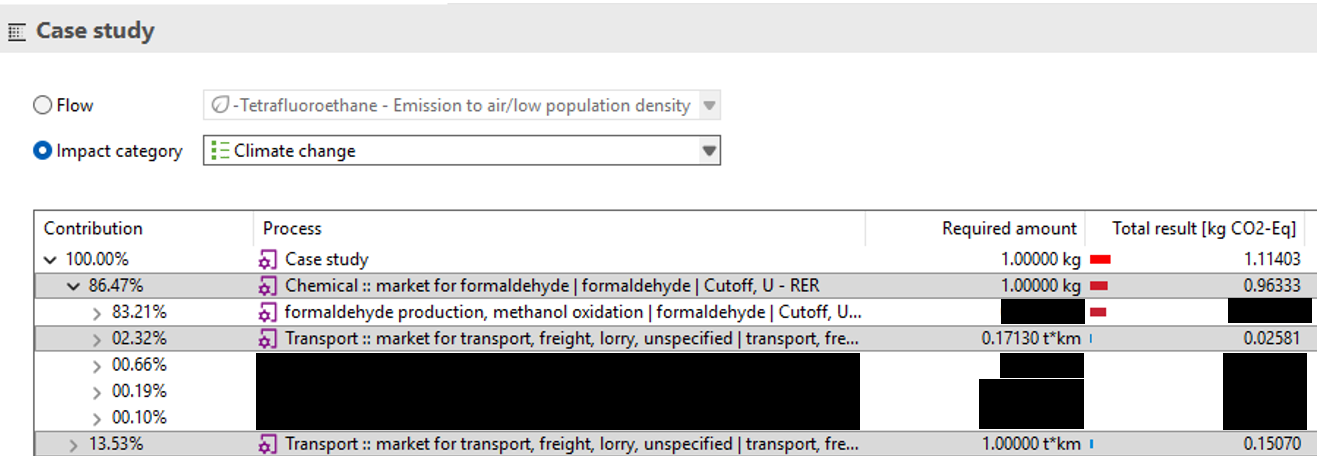 Case study
Flow -Tetrafluoroethane - Emission to air/low population density
Impact category Climate change
Contribution Process Required amount Total result [kg CO2-Eq]
100.00% Case study 1.00000 kg 1.11403
86.47% Chemical :: market for formaldehyde | formaldehyde | Cutoff, U - RER 1.00000 kg 0.96333
83.21% formaldehyde production, methanol oxidation | formaldehyde | Cutoff, U...
02.32% Transport :: market for transport, freight, lorry, unspecified | transport, fre... 0.17130 t*km 0.02581
00.66%
00.19%
00.10%
13.53% Transport :: market for transport, freight, lorry, unspecified | transport, fre... 1.00000 t*km 0.15070